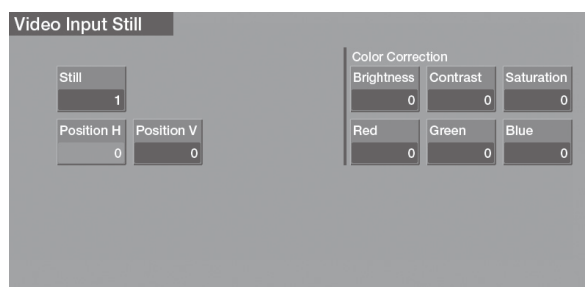 Video Input Still
Still
1
Position H Position V
0 0
Color Correction
Brightness Contrast Saturation
0 0 0
Red Green Blue
0 0 0